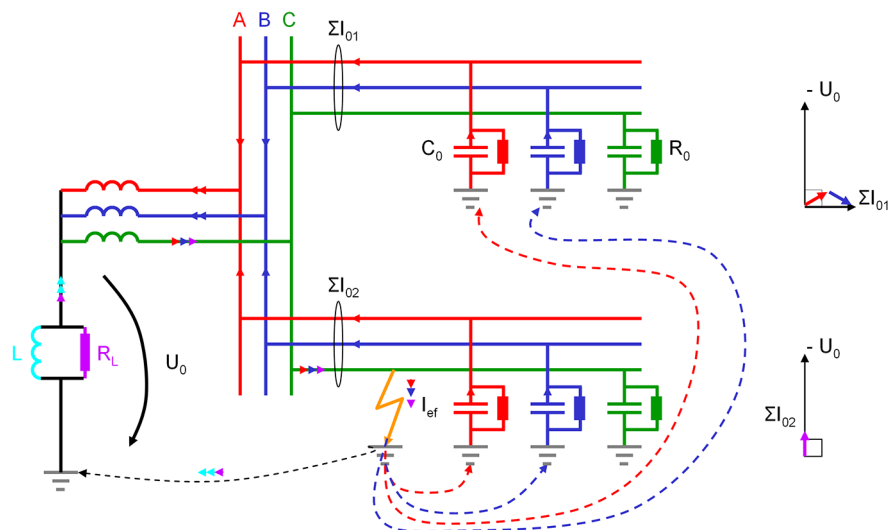 A B C
ΣI01
- U0
C0
R0
ΣI01
ΣI02
- U0
L
RL
U0
Ief
ΣI02